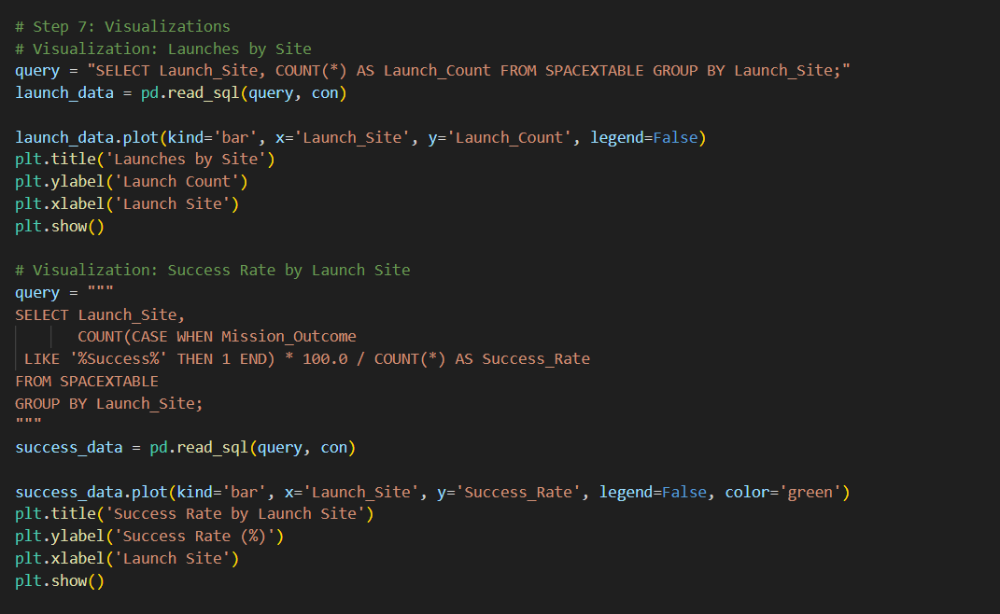 # Step 7: Visualizations
# Visualization: Launches by Site
query = "SELECT Launch_Site, COUNT(*) AS Launch_Count FROM SPACEXTABLE GROUP BY Launch_Site;"
launch_data = pd.read_sql(query, con)

launch_data.plot(kind='bar', x='Launch_Site', y='Launch_Count', legend=False)
plt.title('Launches by Site')
plt.ylabel('Launch Count')
plt.xlabel('Launch Site')
plt.show()

# Visualization: Success Rate by Launch Site
query = """
SELECT Launch_Site,
       COUNT(CASE WHEN Mission_Outcome
 LIKE '%Success%' THEN 1 END) * 100.0 / COUNT(*) AS Success_Rate
FROM SPACEXTABLE
GROUP BY Launch_Site;
"""
success_data = pd.read_sql(query, con)

success_data.plot(kind='bar', x='Launch_Site', y='Success_Rate', legend=False, color='green')
plt.title('Success Rate by Launch Site')
plt.ylabel('Success Rate (%)')
plt.xlabel('Launch Site')
plt.show()